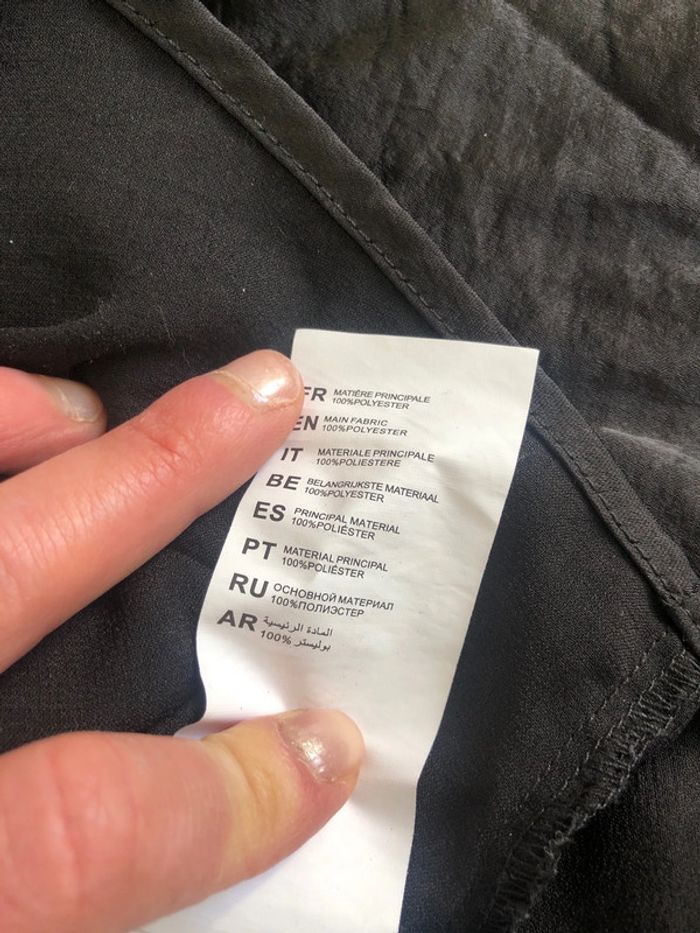 FR MATIÈRE PRINCIPALE
100%POLYESTER
EN MAIN FABRIC
100%POLYESTER
IT MATERIALE PRINCIPALE
100%POLIESTERE
BE BELANGRIJKSTE MATERIAAL
100%POLYESTER
ES PRINCIPAL MATERIAL
100%POLIÉSTER
PT MATERIAL PRINCIPAL
100%POLIÉSTER
RU ОСНОВНОЙ МАТЕРИАЛ
100%ПОЛИЭСТЕР
AR المادة الرئيسية
100% بوليستر